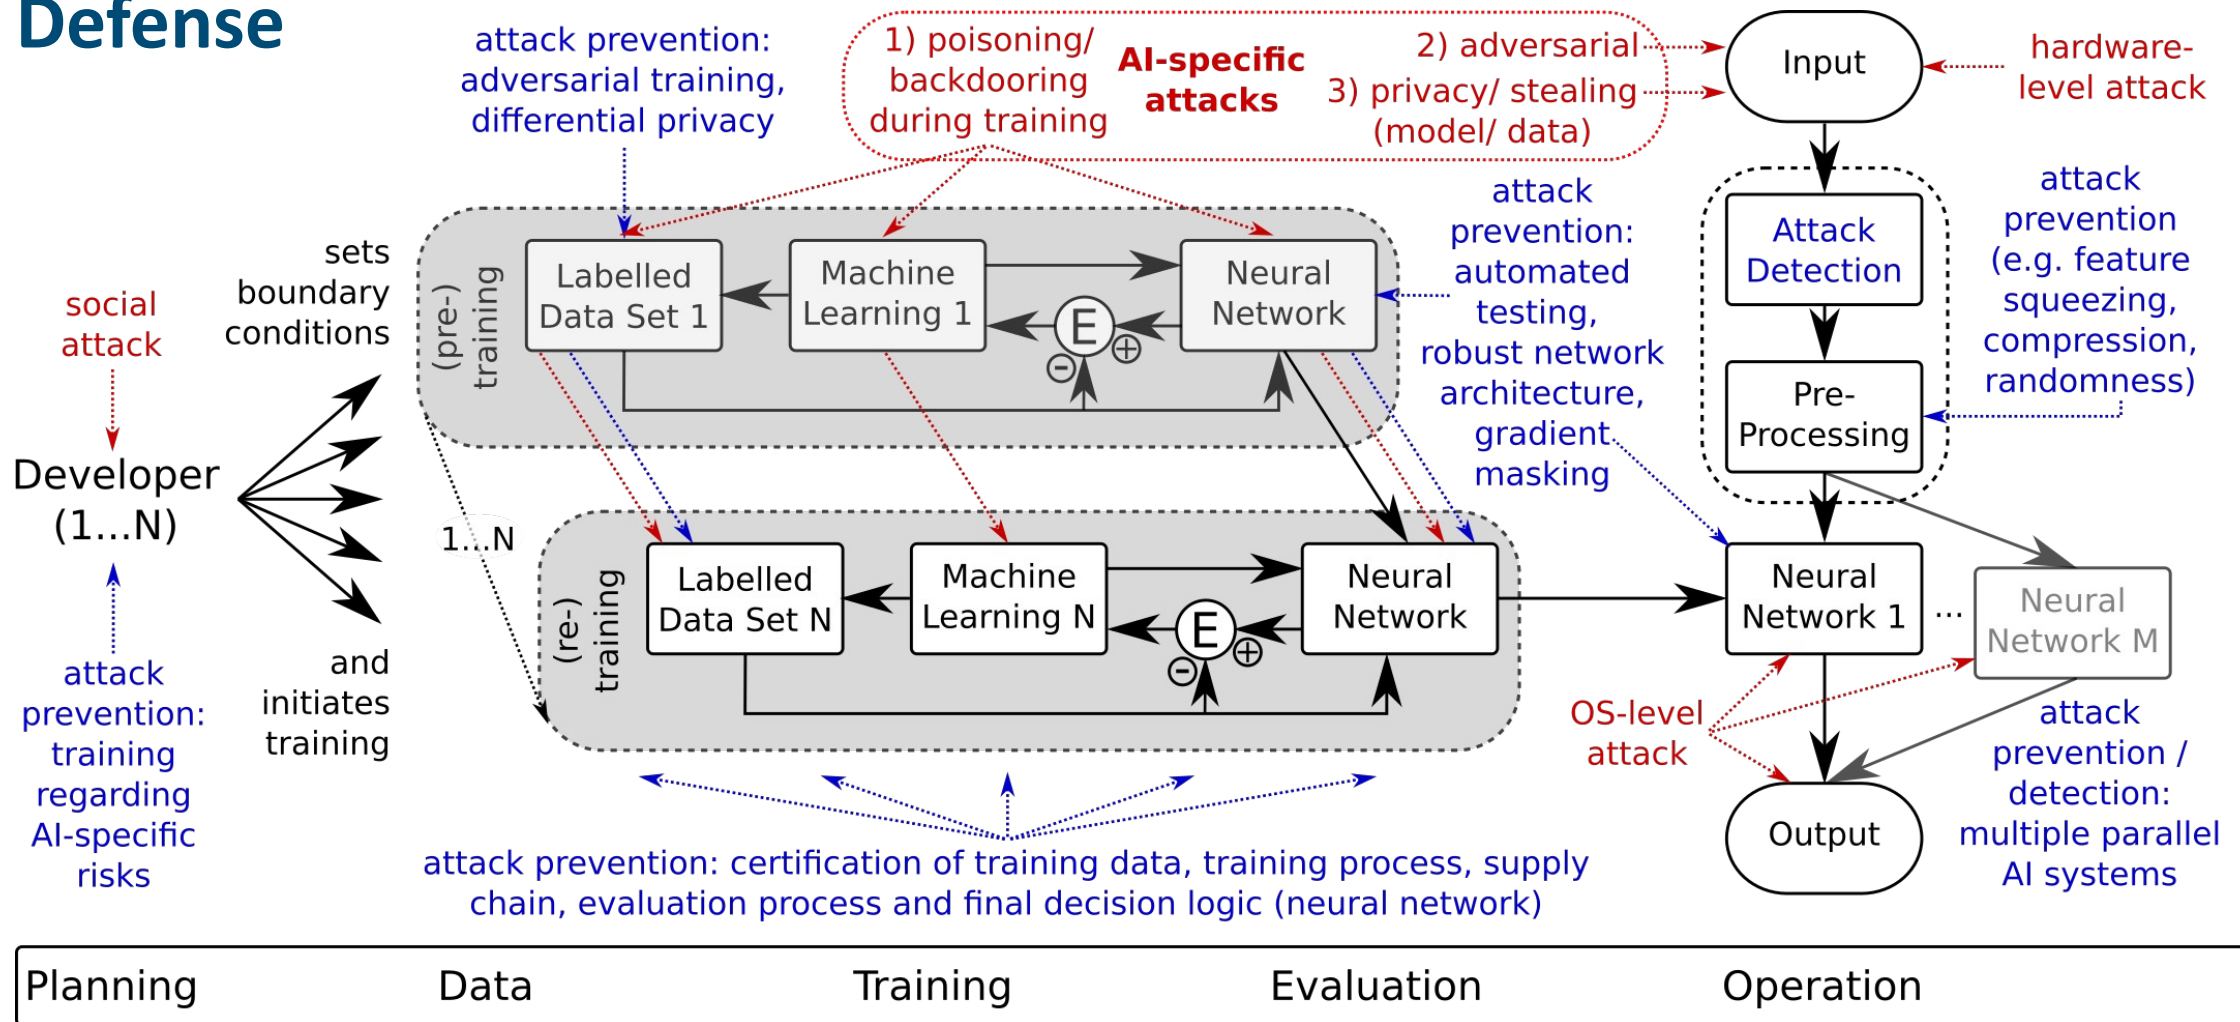 Defense
attack prevention:
adversarial training,
differential privacy
1) poisoning/
backdooring
during training
AI-specific
attacks
2) adversarial
3) privacy/ stealing
(model/ data)
Input
hardware-
level attack
attack
prevention:
automated
testing,
robust network
architecture,
gradient
masking
Attack
Detection
Pre-
Processing
attack
prevention
(e.g. feature
squeezing,
compression,
randomness)
social
attack
Developer
(1...N)
attack
prevention:
training
regarding
AI-specific
risks
sets
boundary
conditions
and
initiates
training
(pre-)
training
Labelled
Data Set 1
Machine
Learning 1
E
-
+
Neural
Network
1...N
(re-)
training
Labelled
Data Set N
Machine
Learning N
E
-
+
Neural
Network
Neural
Network 1
...
Neural
Network M
OS-level
attack
attack
prevention /
detection:
multiple parallel
AI systems
Output
attack prevention: certification of training data, training process, supply
chain, evaluation process and final decision logic (neural network)
Planning
Data
Training
Evaluation
Operation